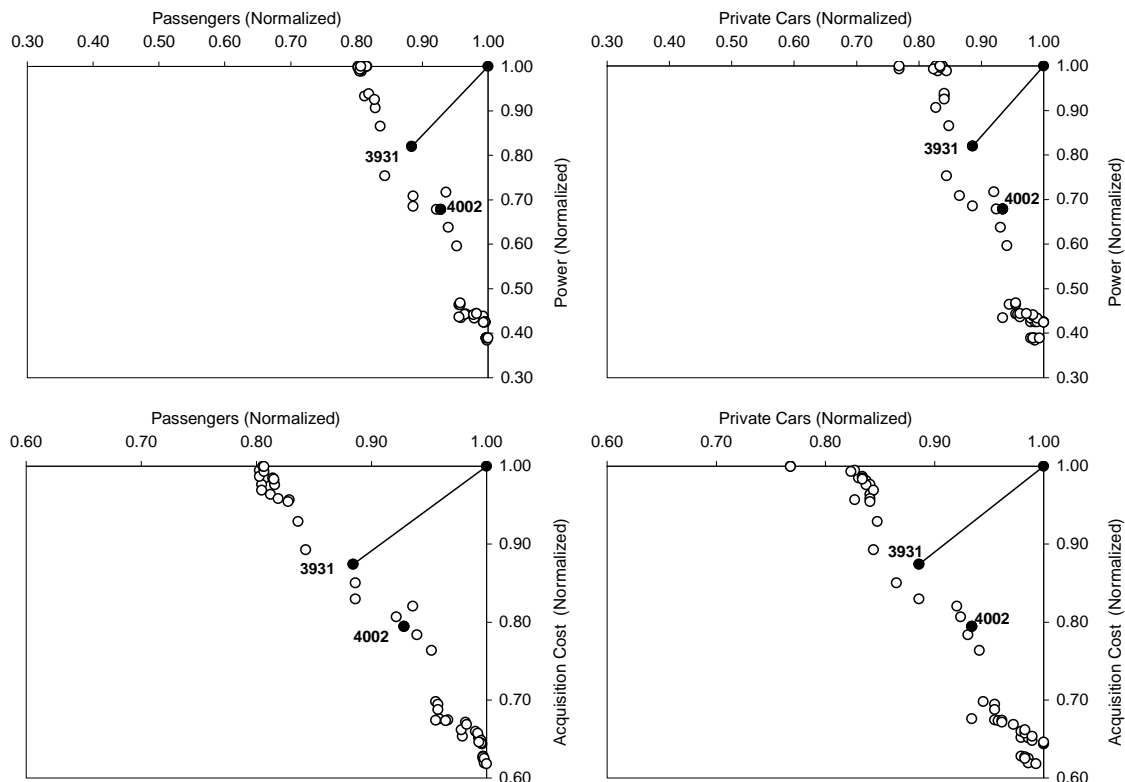 Passengers (Normalized)
0.30 0.40 0.50 0.60 0.70 0.80 0.90 1.00
1.00
0.90
0.80
0.70
0.60
0.50
0.40
0.30
Power (Normalized)
3931
4002
Private Cars (Normalized)
0.30 0.40 0.50 0.60 0.70 0.80 0.90 1.00
1.00
0.90
0.80
0.70
0.60
0.50
0.40
0.30
Power (Normalized)
3931
4002
Passengers (Normalized)
0.60 0.70 0.80 0.90 1.00
1.00
0.90
0.80
0.70
0.60
Acquisition Cost (Normalized)
3931
4002
Private Cars (Normalized)
0.60 0.70 0.80 0.90 1.00
1.00
0.90
0.80
0.70
0.60
Acquisition Cost (Normalized)
3931
4002